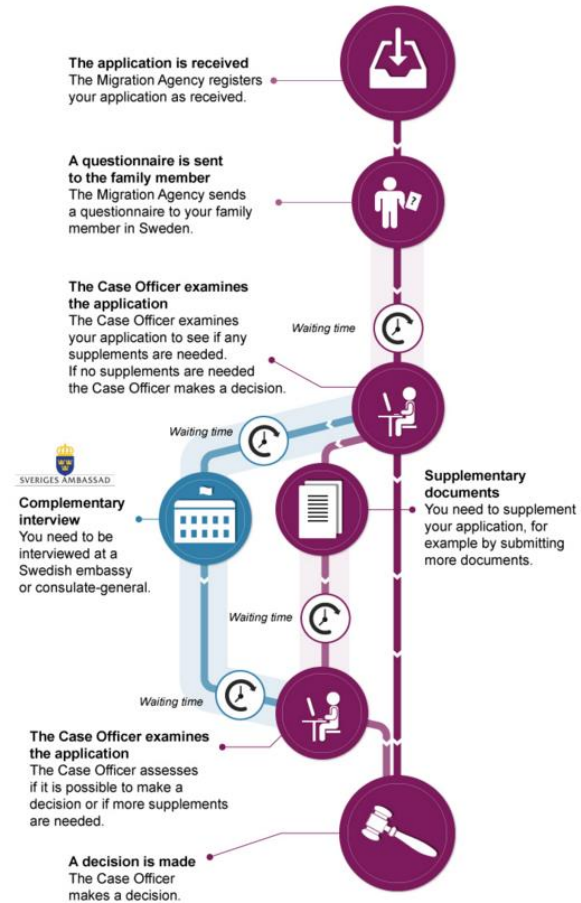 The application is received
The Migration Agency registers
your application as received.
A questionnaire is sent
to the family member
The Migration Agency sends
a questionnaire to your family
member in Sweden.
?
The Case Officer examines
the application
The Case Officer examines
your application to see if any
supplements are needed.
If no supplements are needed
the Case Officer makes a decision.
Waiting time
Waiting time
SVERIGES AMBASSAD
Complementary
interview
You need to be
interviewed at a
Swedish embassy
or consulate-general.
Supplementary
documents
You need to supplement
your application, for
example by submitting
more documents.
Waiting time
Waiting time
The Case Officer examines
the application
The Case Officer assesses
if it is possible to make a
decision or if more supplements
are needed.
A decision is made
The Case Officer
makes a decision.